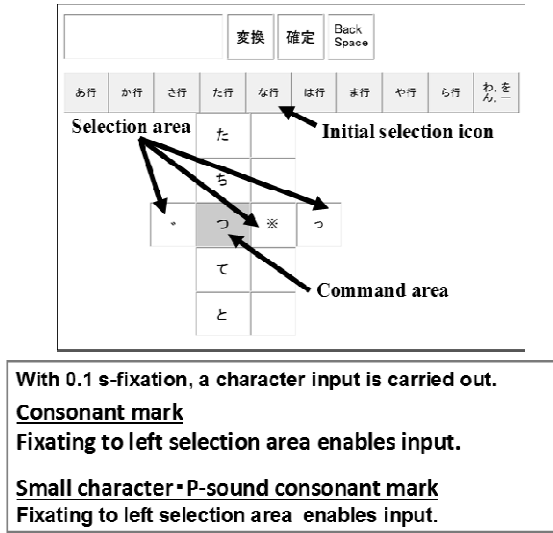 変換 確定 Back Space
あ行 か行 さ行 た行 な行 は行 ま行 や行 ら行 わ, を ん, ー
Selection area
た
Initial selection icon
ち
゛ つ ※ っ
て
Command area
と
With 0.1 s-fixation, a character input is carried out.
Consonant mark
Fixating to left selection area enables input.
Small character・P-sound consonant mark
Fixating to left selection area enables input.